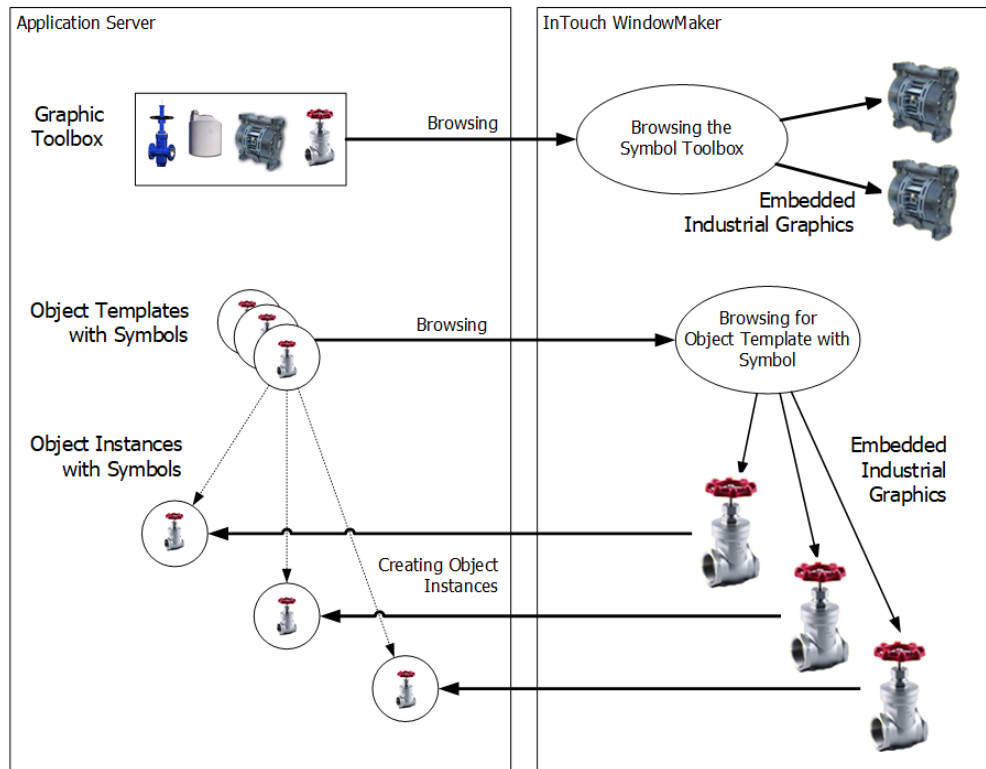 Application Server
InTouch WindowMaker
Graphic
Toolbox
Browsing
Browsing the
Symbol Toolbox
Embedded
Industrial Graphics
Object Templates
with Symbols
Browsing
Browsing for
Object Template with
Symbol
Object Instances
with Symbols
Embedded
Industrial
Graphics
Creating Object
Instances